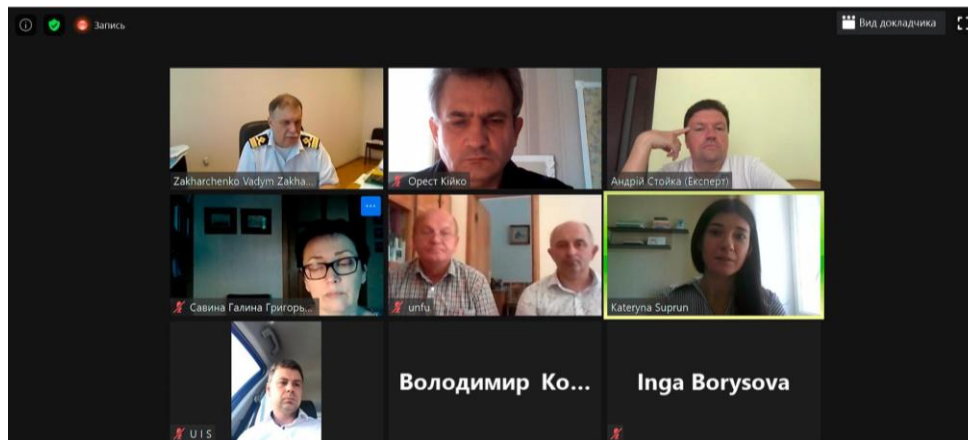 Запись
Вид докладчика
Zakharchenko Vadym Zakha...
Орест Кійко
Андрій Стойка (Експерт)
Савина Галина Григорь...
unfu
Kateryna Suprun
U I S
Володимир Ко...
Inga Borysova